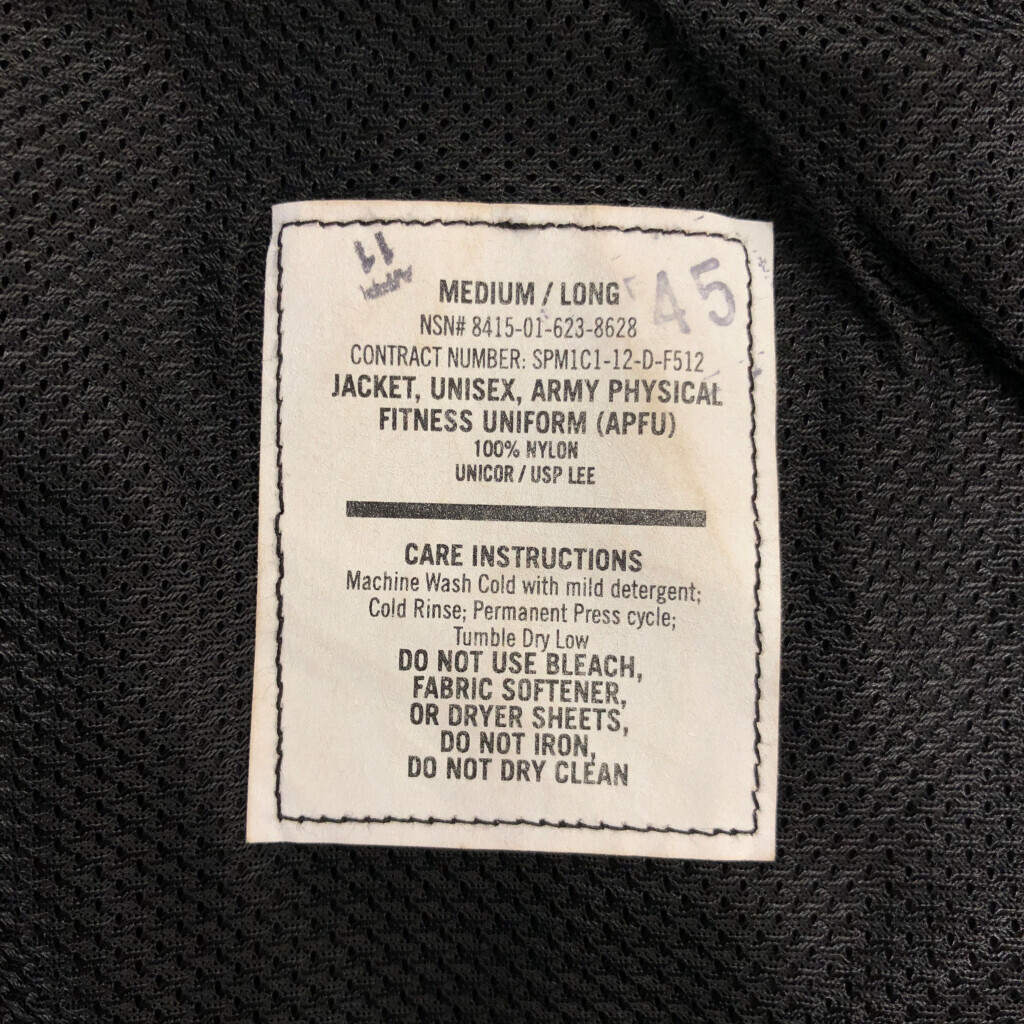 11
45
MEDIUM / LONG
NSN# 8415-01-623-8628
CONTRACT NUMBER: SPM1C1-12-D-F512
JACKET, UNISEX, ARMY PHYSICAL
FITNESS UNIFORM (APFU)
100% NYLON
UNICOR / USP LEE
CARE INSTRUCTIONS
Machine Wash Cold with mild detergent;
Cold Rinse; Permanent Press cycle;
Tumble Dry Low
DO NOT USE BLEACH,
FABRIC SOFTENER,
OR DRYER SHEETS,
DO NOT IRON,
DO NOT DRY CLEAN